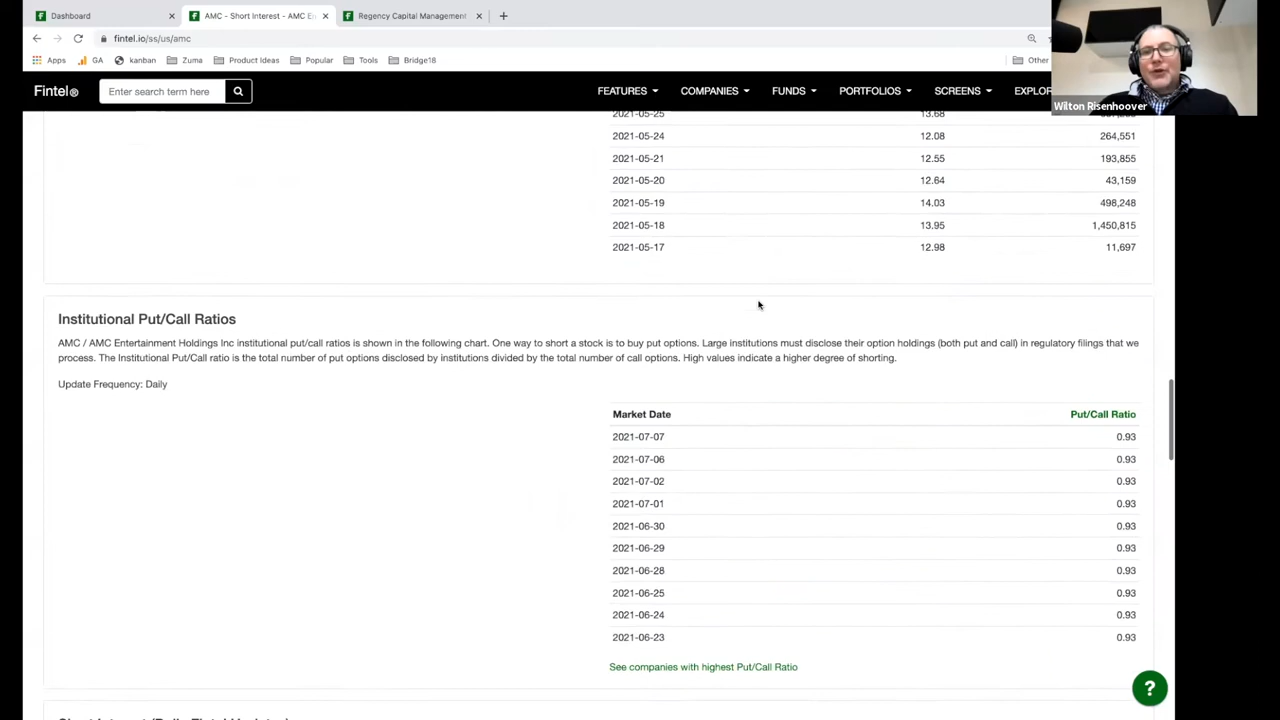 Dashboard
AMC - Short Interest - AMC En
Regency Capital Management
fintel.io/ss/us/amc
Apps GA kanban Zuma Product Ideas Popular Tools Bridge18 Other
Fintel Enter search term here FEATURES COMPANIES FUNDS PORTFOLIOS SCREENS EXPLOR
Wilton Risenhoover
2021-05-25 13.68
2021-05-24 12.08 264,551
2021-05-21 12.55 193,855
2021-05-20 12.64 43,159
2021-05-19 14.03 498,248
2021-05-18 13.95 1,450,815
2021-05-17 12.98 11,697
Institutional Put/Call Ratios
AMC / AMC Entertainment Holdings Inc institutional put/call ratios is shown in the following chart. One way to short a stock is to buy put options. Large institutions must disclose their option holdings (both put and call) in regulatory filings that we
process. The Institutional Put/Call ratio is the total number of put options disclosed by institutions divided by the total number of call options. High values indicate a higher degree of shorting.
Update Frequency: Daily
Market Date Put/Call Ratio
2021-07-07 0.93
2021-07-06 0.93
2021-07-02 0.93
2021-07-01 0.93
2021-06-30 0.93
2021-06-29 0.93
2021-06-28 0.93
2021-06-25 0.93
2021-06-24 0.93
2021-06-23 0.93
See companies with highest Put/Call Ratio
?